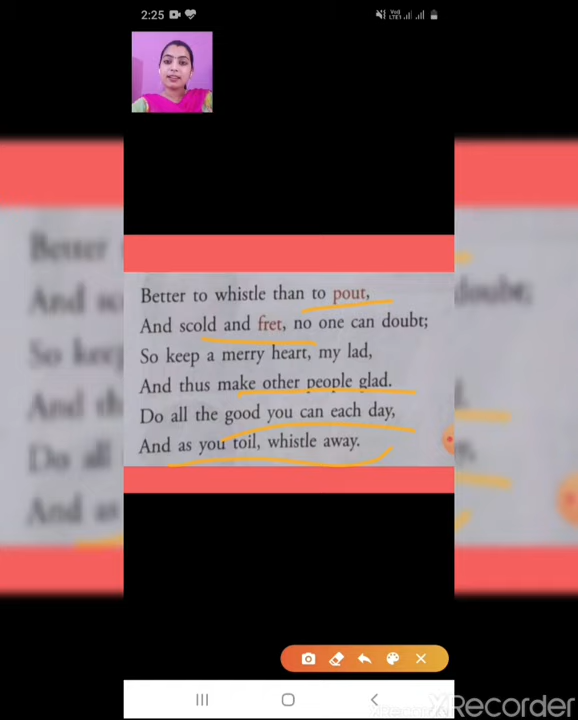 2:25
Vo) LTE1
Better to whistle than to pout,
And scold and fret, no one can doubt;
So keep a merry heart, my lad,
And thus make other people glad.
Do all the good you can each day,
And as you toil, whistle away.
XRecorder